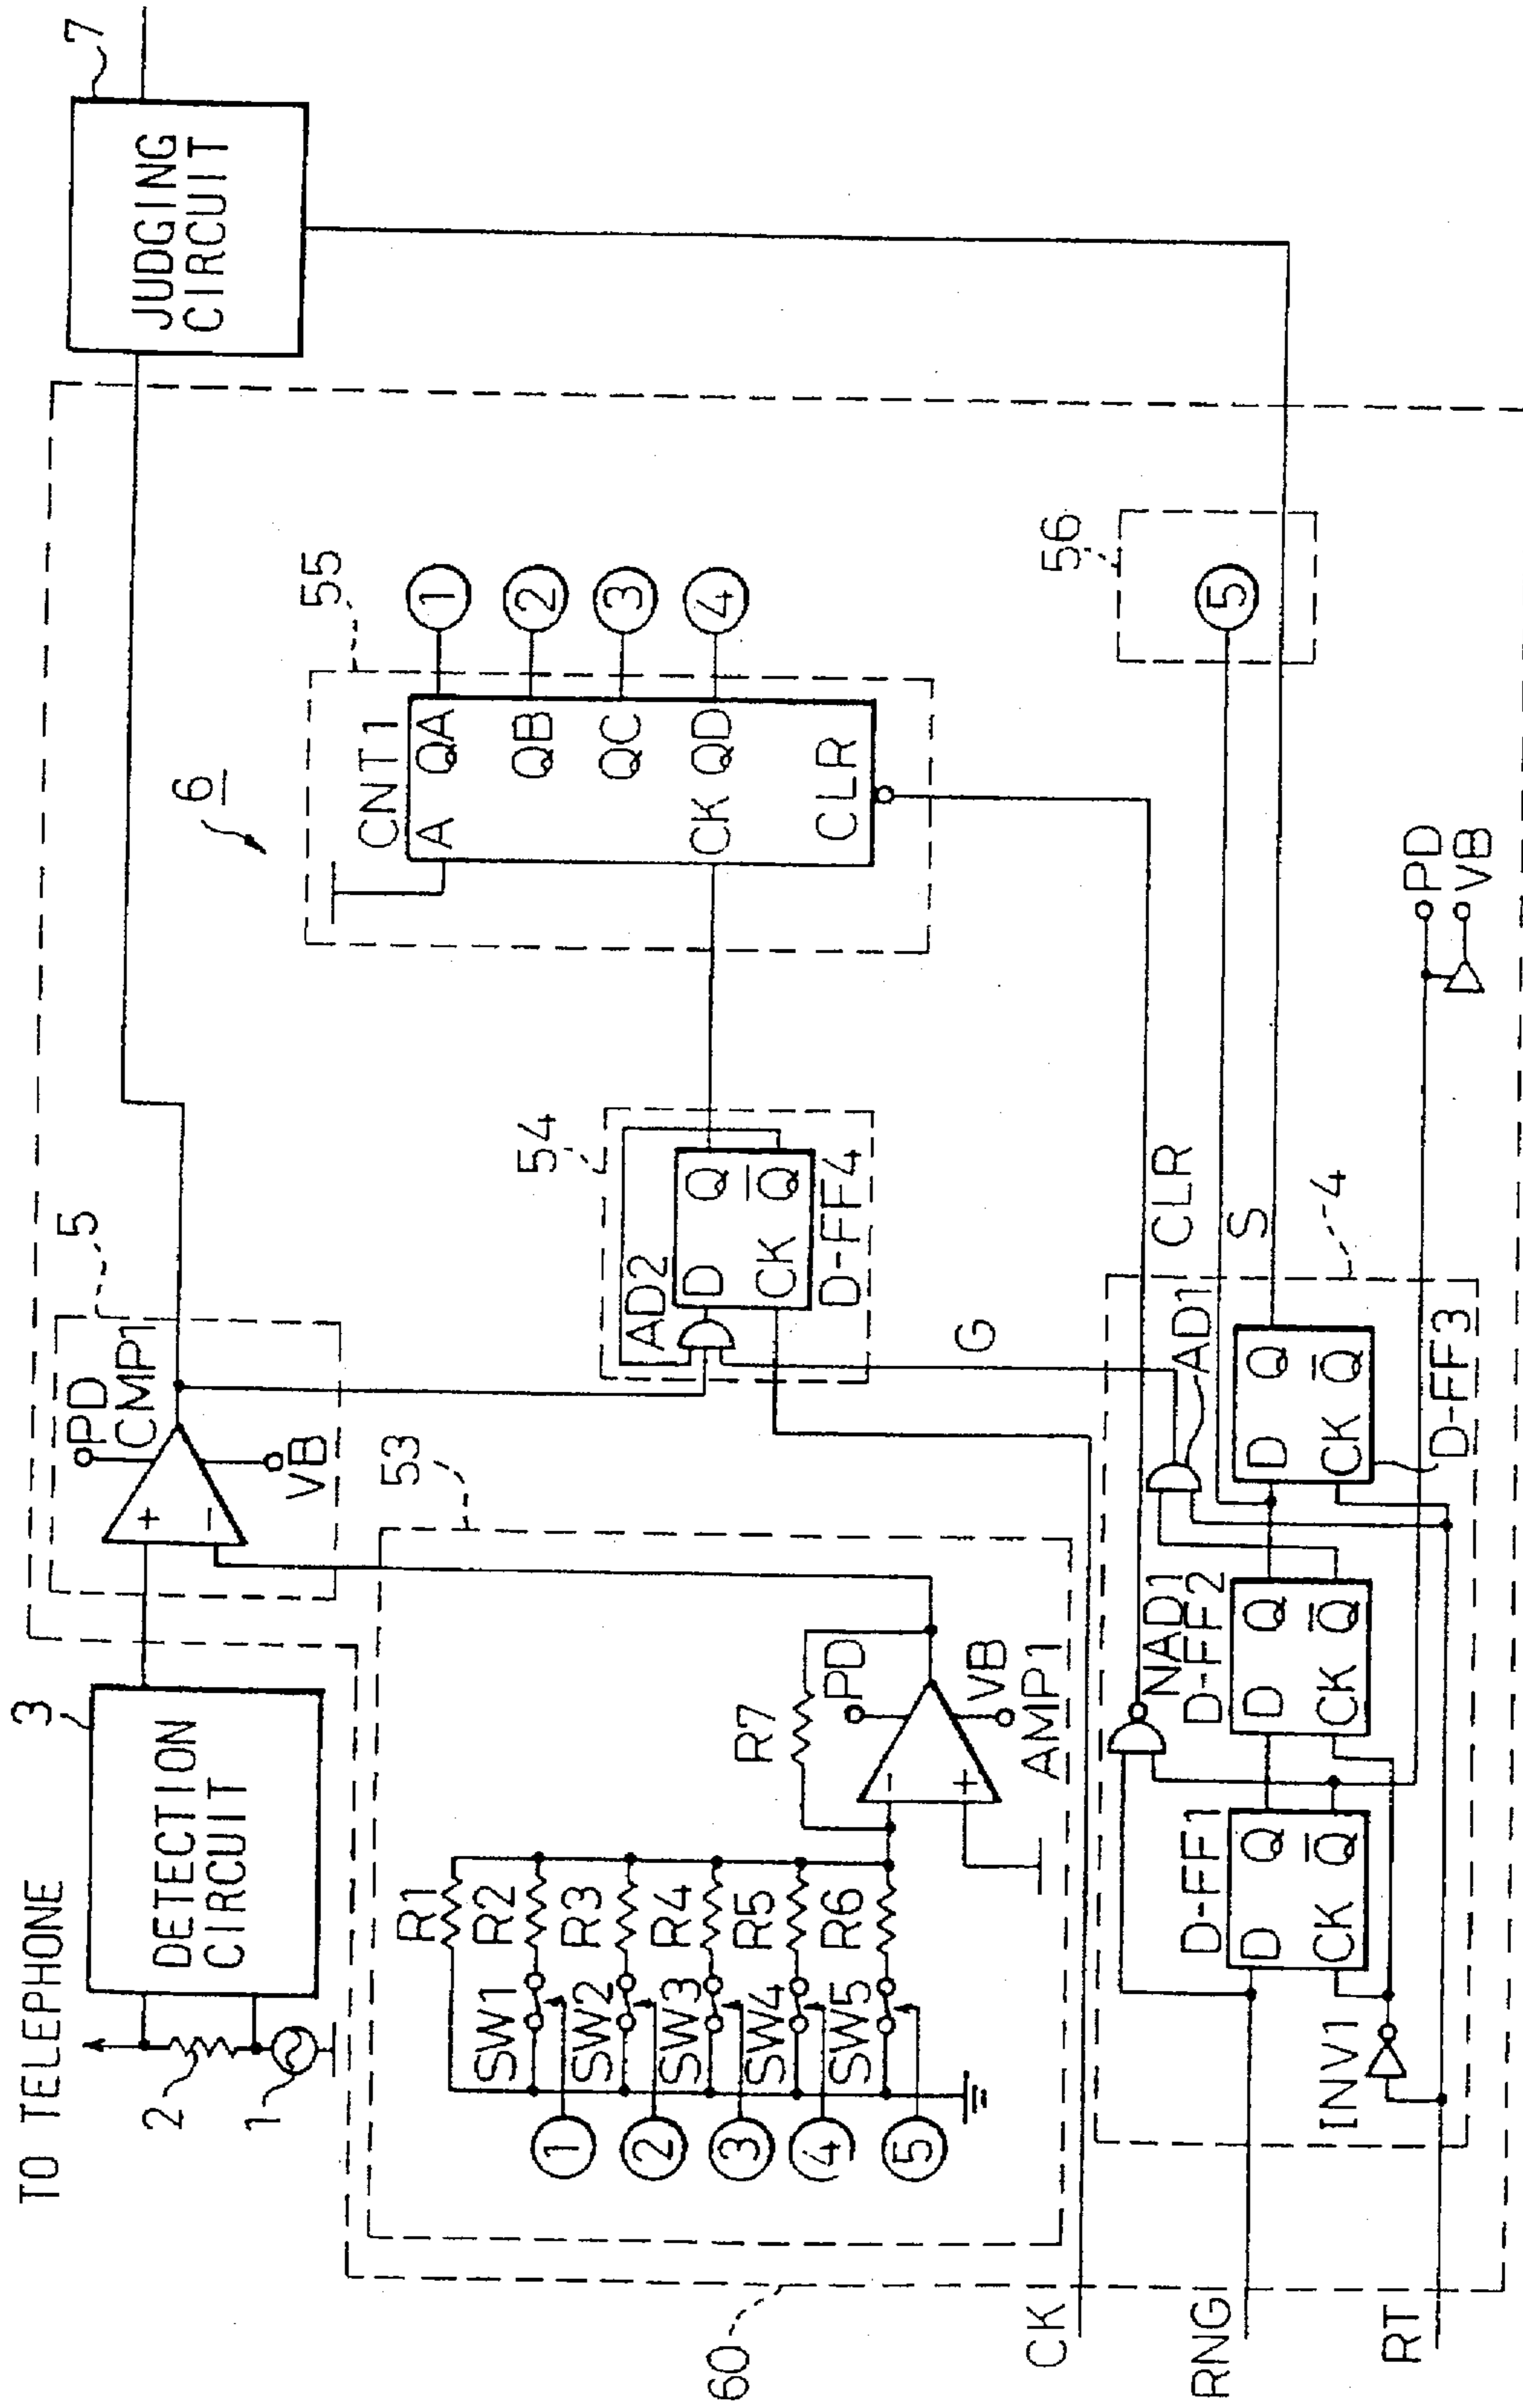 TO TELEPHONE
3
DETECTION
CIRCUIT
2
1
5
PD
CMP1
+
−
VB
7
JUDGING
CIRCUIT
6
53
R1
SW1
R2
SW2
R3
SW3
R4
SW4
R5
SW5
R6
1
2
3
4
5
R7
PD
−
+
VB
AMP1
54
AD2
D
Q
CK
Q
D-FF4
G
55
CNT1
A
QA
QB
QC
CK
QD
CLR
1
2
3
4
56
5
CLR
S
4
60
CK
RNG
RT
INV1
D-FF1
D
Q
CK
Q
NAD1
D-FF2
D
Q
CK
Q
AD1
D
Q
CK
Q
D-FF3
PD
VB